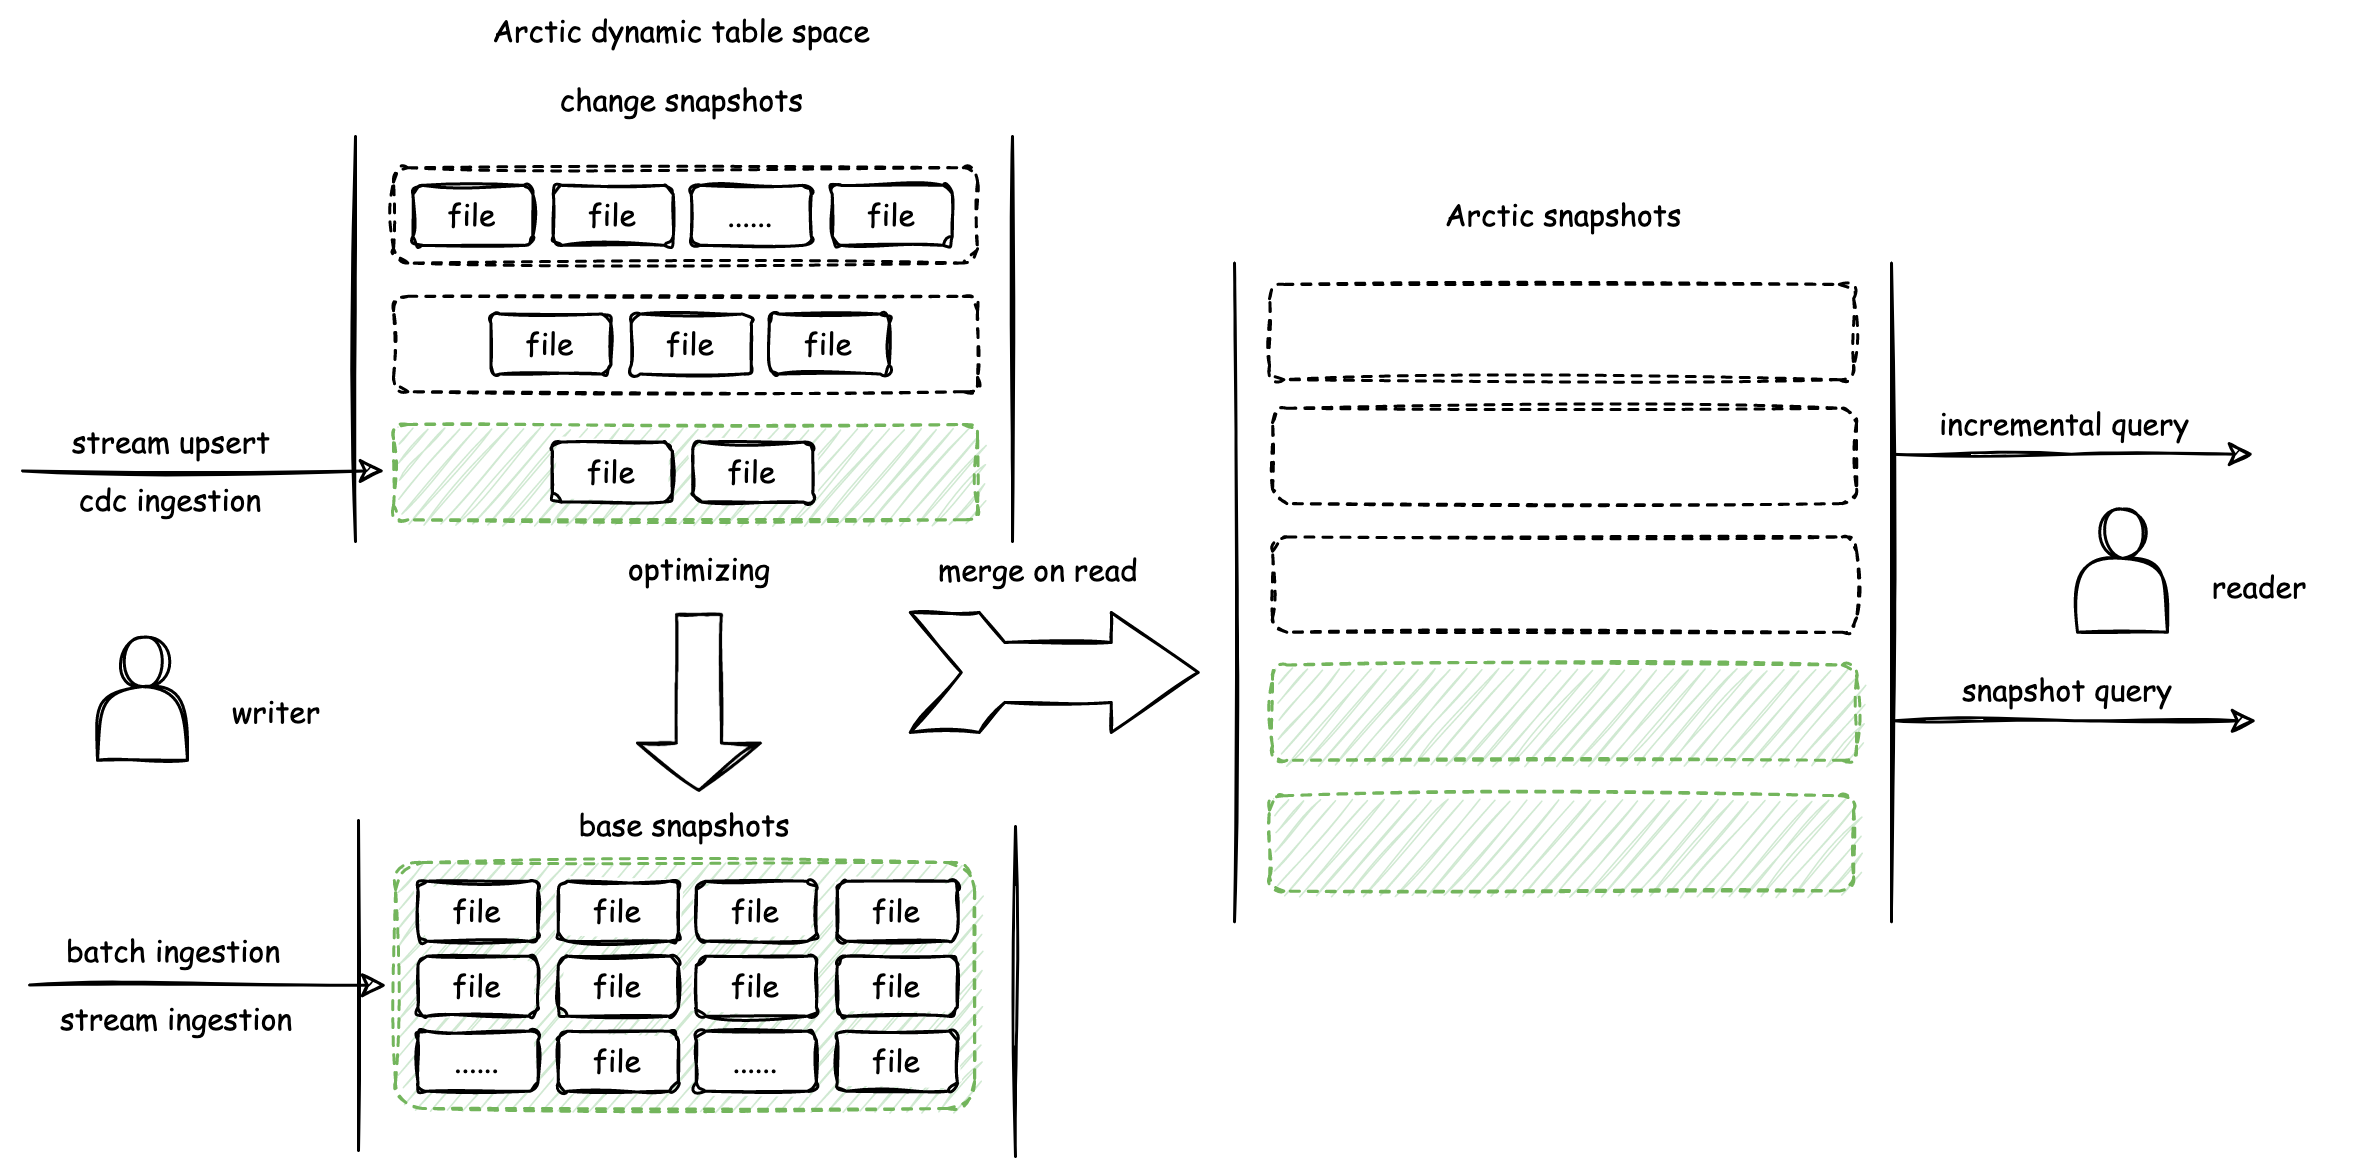 Arctic dynamic table space
change snapshots
file file ...... file
file file file
stream upsert
cdc ingestion
file file
optimizing
merge on read
writer
base snapshots
batch ingestion
stream ingestion
file file file file
file file file file
...... file ...... file
Arctic snapshots
incremental query
reader
snapshot query